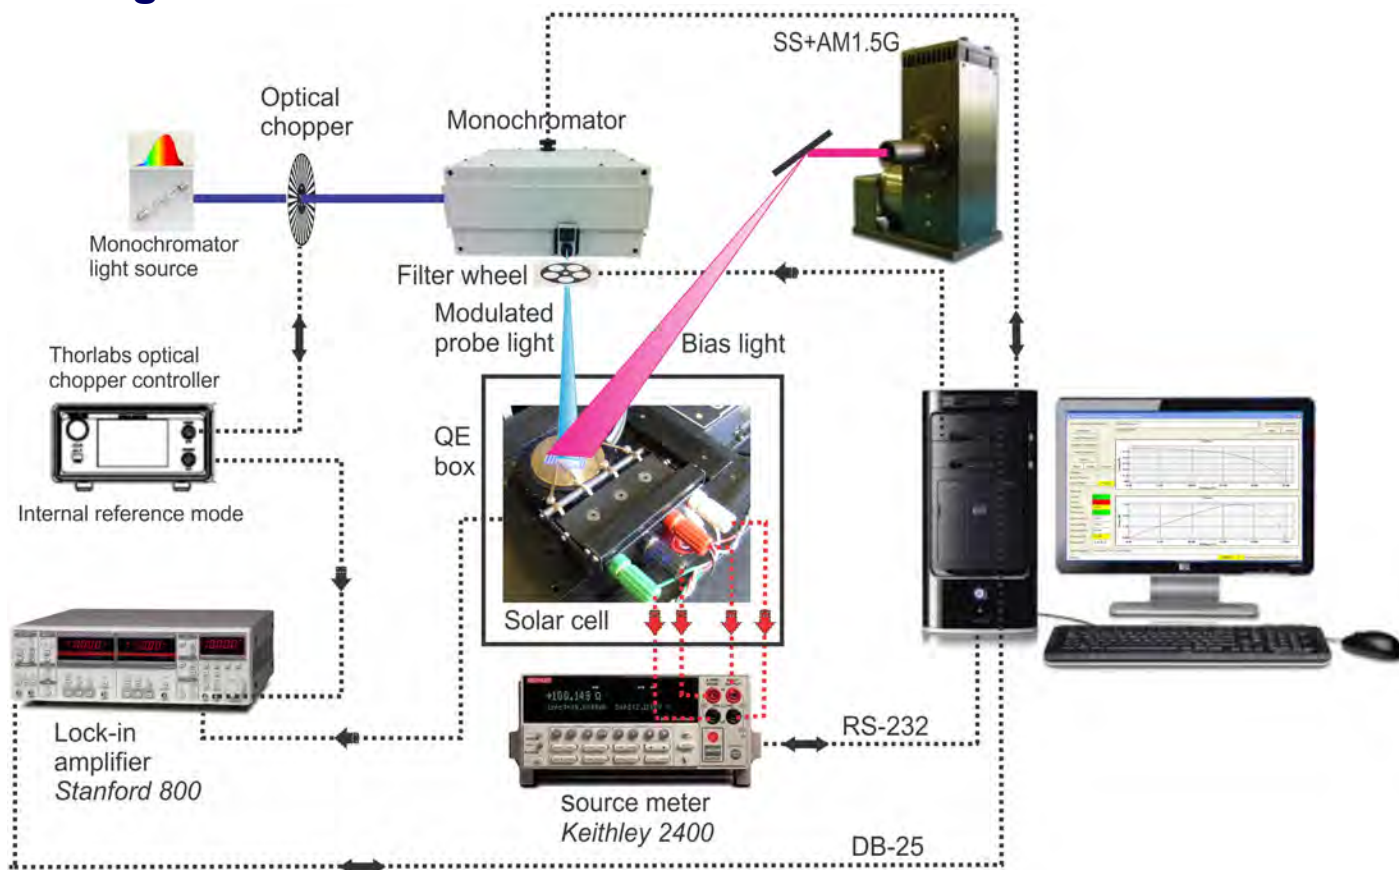 SS+AM1.5G
Optical
chopper
Monochromator
Monochromator
light source
Filter wheel
Modulated
probe light
Bias light
Thorlabs optical
chopper controller
QE
box
Internal reference mode
Solar cell
RS-232
Lock-in
amplifier
Stanford 800
Source meter
Keithley 2400
DB-25